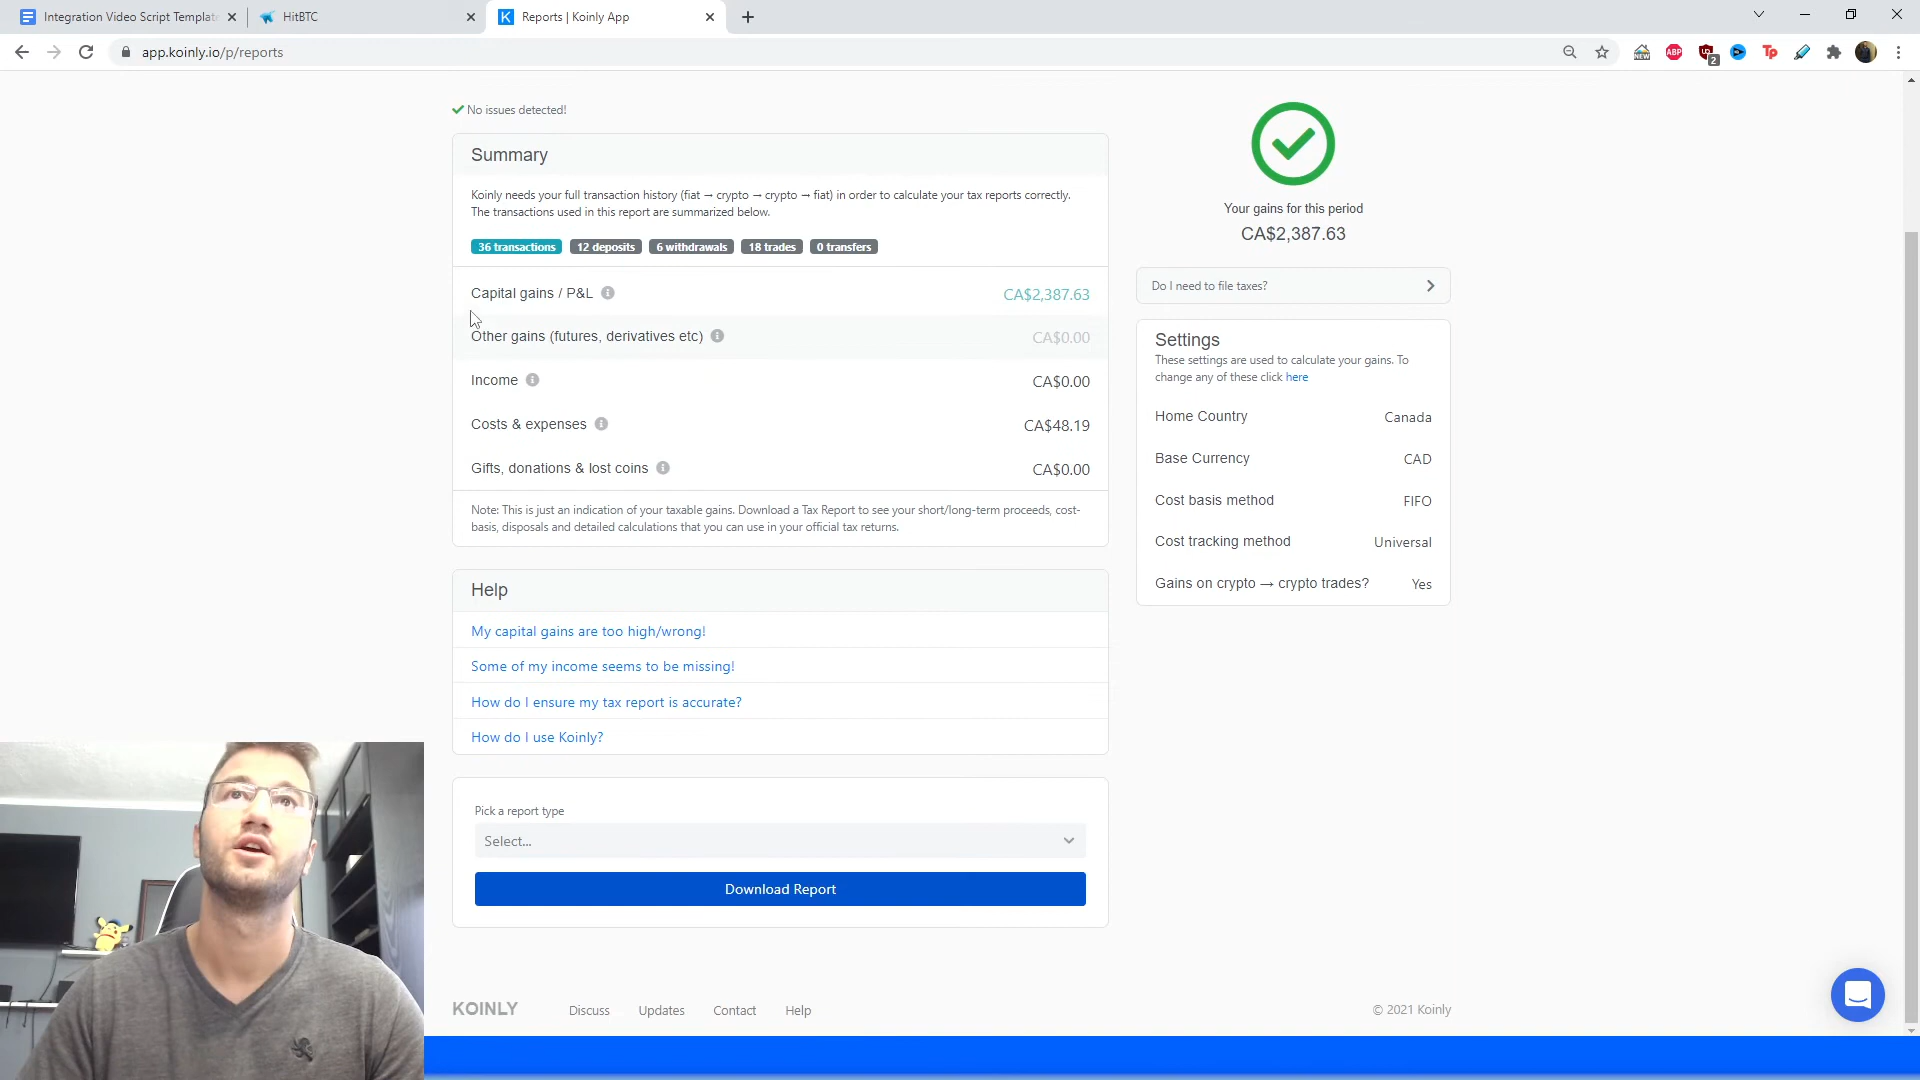 Integration Video Script Templat
HitBTC
Reports | Koinly App
app.koinly.io/p/reports
NEW
ABP
2
Tp
No issues detected!
Summary
Koinly needs your full transaction history (fiat → crypto → crypto → fiat) in order to calculate your tax reports correctly.
The transactions used in this report are summarized below.
36 transactions 12 deposits 6 withdrawals 18 trades 0 transfers
Capital gains / P&L CA$2,387.63
Other gains (futures, derivatives etc) CA$0.00
Income CA$0.00
Costs & expenses CA$48.19
Gifts, donations & lost coins CA$0.00
Note: This is just an indication of your taxable gains. Download a Tax Report to see your short/long-term proceeds, cost-
basis, disposals and detailed calculations that you can use in your official tax returns.
Help
My capital gains are too high/wrong!
Some of my income seems to be missing!
How do I ensure my tax report is accurate?
How do I use Koinly?
Pick a report type
Select...
Download Report
Your gains for this period
CA$2,387.63
Do I need to file taxes?
Settings
These settings are used to calculate your gains. To
change any of these click here
Home Country Canada
Base Currency CAD
Cost basis method FIFO
Cost tracking method Universal
Gains on crypto → crypto trades? Yes
KOINLY Discuss Updates Contact Help
© 2021 Koinly